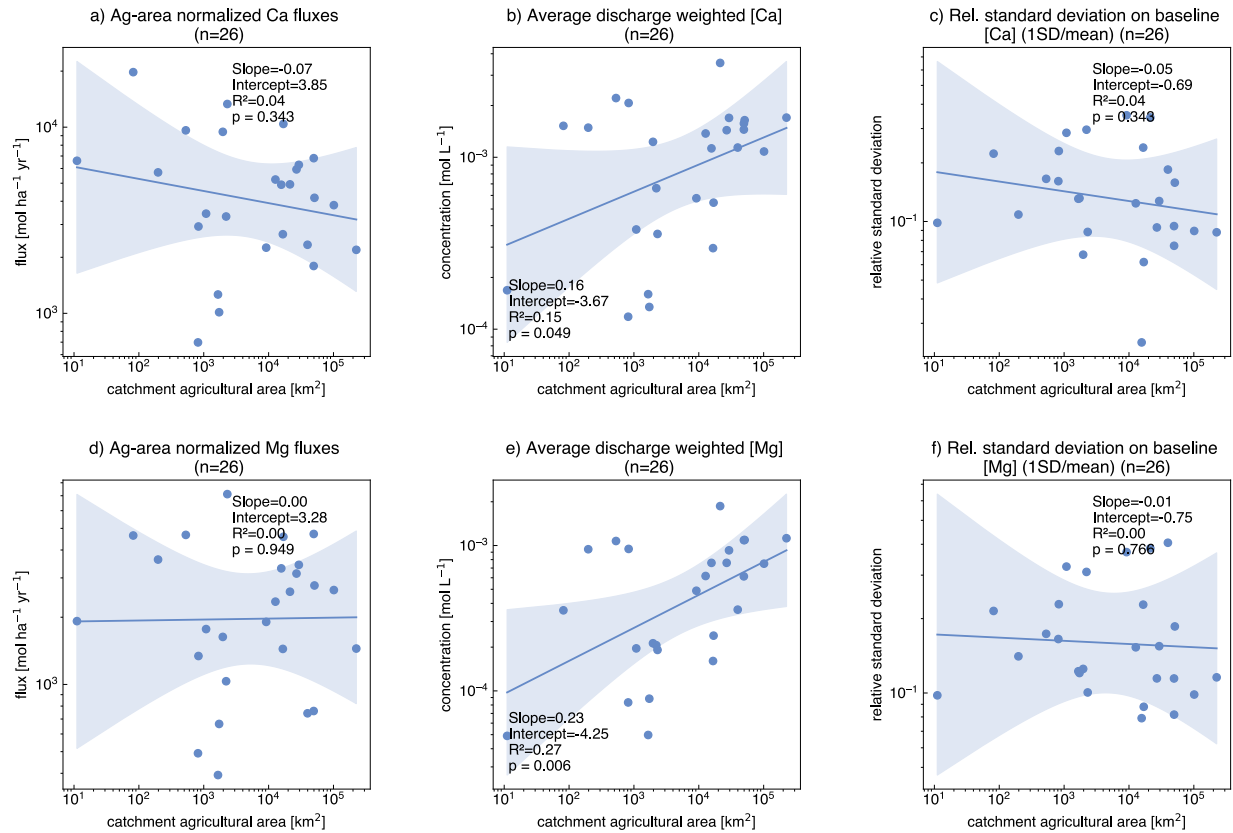 a) Ag-area normalized Ca fluxes
(n=26)
Slope=-0.07
Intercept=3.85
R²=0.04
p = 0.343
10⁴
10³
flux [mol ha⁻¹ yr⁻¹]
10¹ 10² 10³ 10⁴ 10⁵
catchment agricultural area [km²]
b) Average discharge weighted [Ca]
(n=26)
10⁻³
10⁻⁴
concentration [mol L⁻¹]
Slope=0.16
Intercept=-3.67
R²=0.15
p = 0.049
10¹ 10² 10³ 10⁴ 10⁵
catchment agricultural area [km²]
c) Rel. standard deviation on baseline
[Ca] (1SD/mean) (n=26)
Slope=-0.05
Intercept=-0.69
R²=0.04
p = 0.343
10⁻¹
relative standard deviation
10¹ 10² 10³ 10⁴ 10⁵
catchment agricultural area [km²]
d) Ag-area normalized Mg fluxes
(n=26)
Slope=0.00
Intercept=3.28
R²=0.00
p = 0.949
10³
flux [mol ha⁻¹ yr⁻¹]
10¹ 10² 10³ 10⁴ 10⁵
catchment agricultural area [km²]
e) Average discharge weighted [Mg]
(n=26)
10⁻³
10⁻⁴
concentration [mol L⁻¹]
Slope=0.23
Intercept=-4.25
R²=0.27
p = 0.006
10¹ 10² 10³ 10⁴ 10⁵
catchment agricultural area [km²]
f) Rel. standard deviation on baseline
[Mg] (1SD/mean) (n=26)
Slope=-0.01
Intercept=-0.75
R²=0.00
p = 0.766
10⁻¹
relative standard deviation
10¹ 10² 10³ 10⁴ 10⁵
catchment agricultural area [km²]